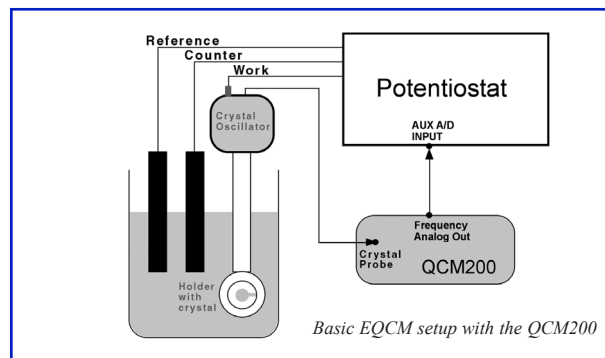 Reference
Counter
Work
Potentiostat
Crystal
Oscillator
AUX A/D
INPUT
Frequency
Analog Out
Crystal
Probe
QCM200
Holder
with
crystal
Basic EQCM setup with the QCM200